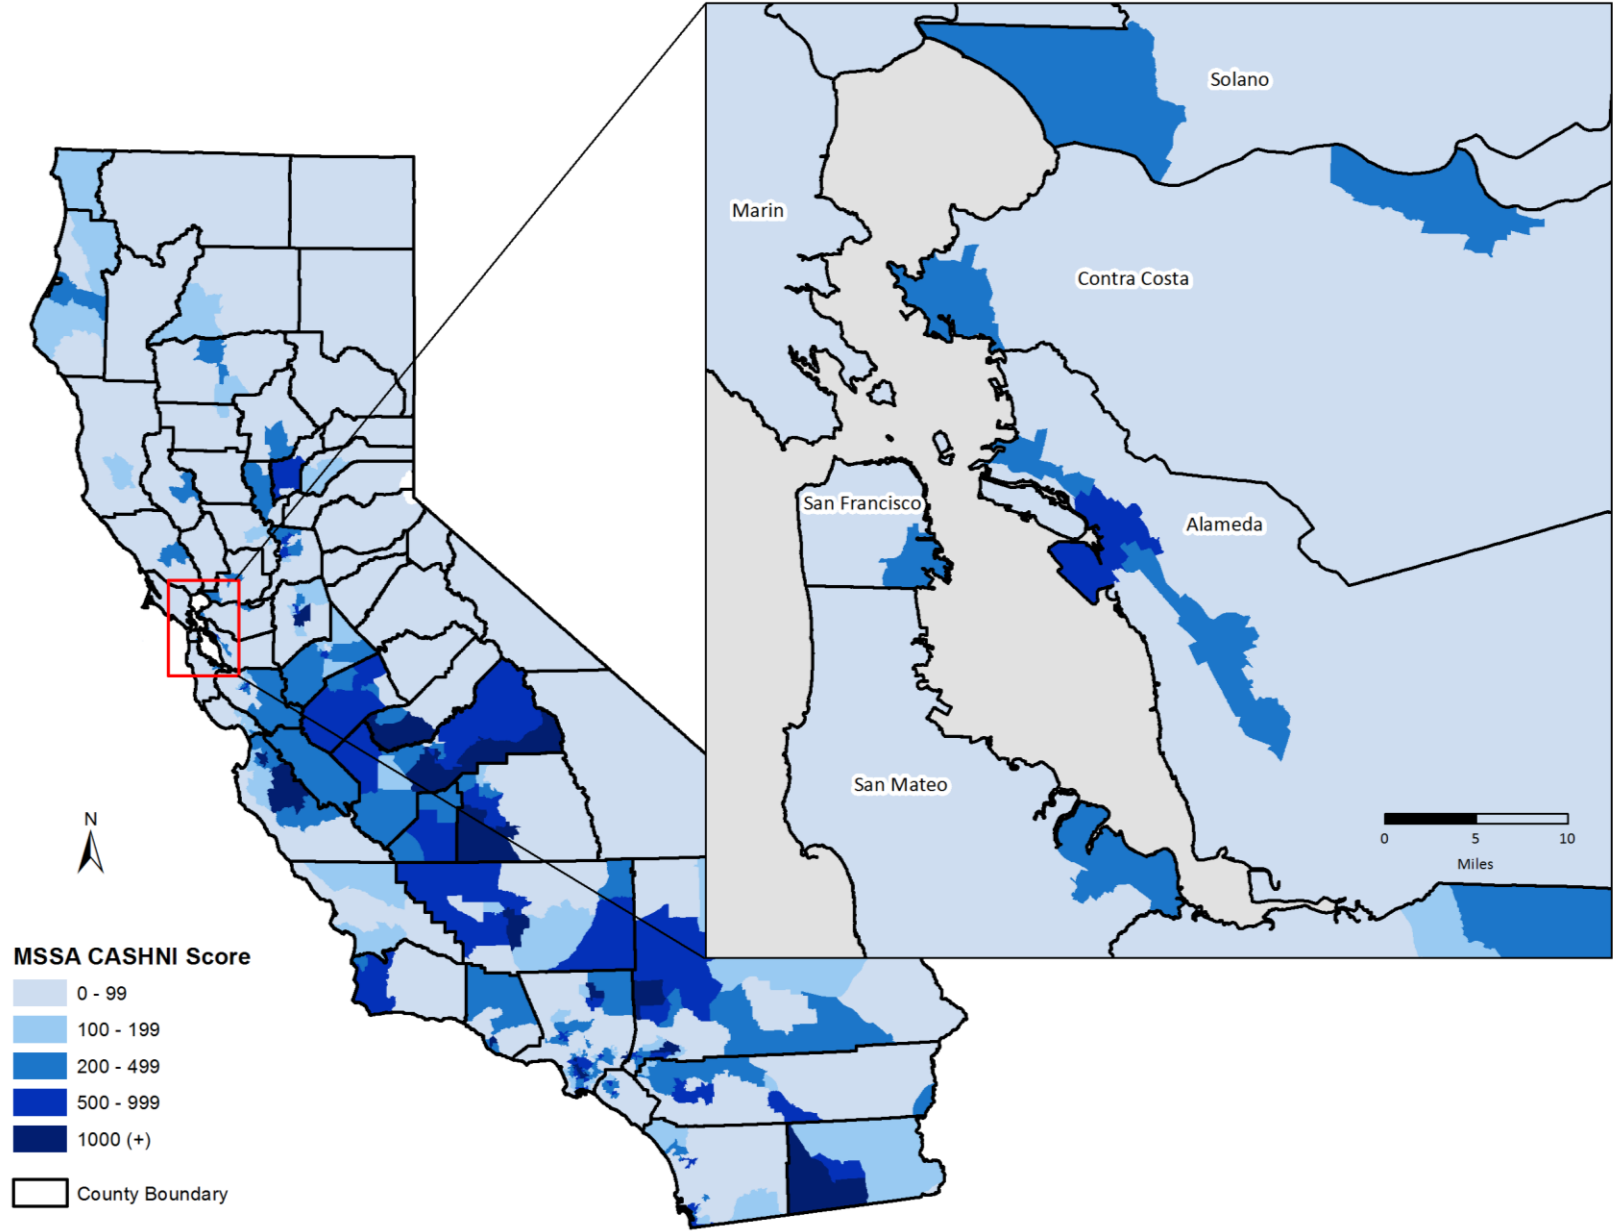 Solano
Marin
Contra Costa
San Francisco
Alameda
San Mateo
0 5 10
Miles
N
MSSA CASHNI Score
0 - 99
100 - 199
200 - 499
500 - 999
1000 (+)
County Boundary